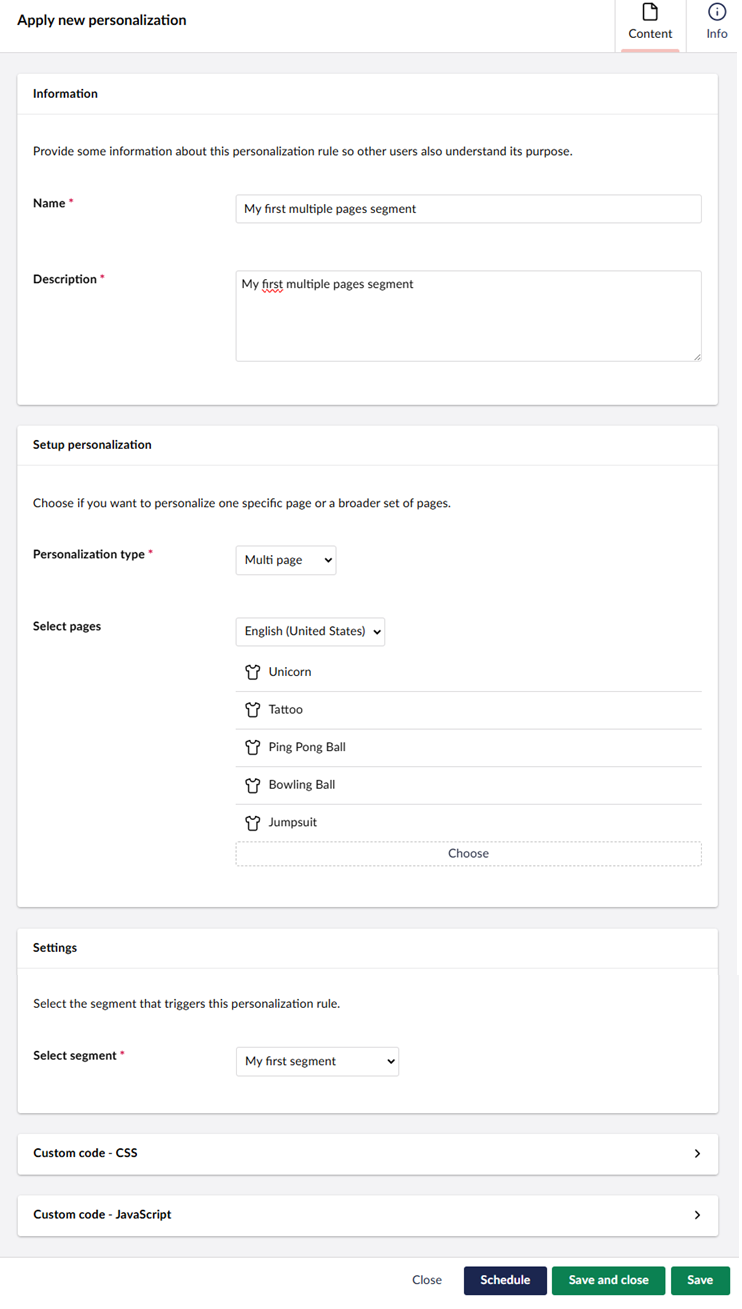 Apply new personalization
Content
Info
Information
Provide some information about this personalization rule so other users also understand its purpose.
Name *
My first multiple pages segment
Description *
My first multiple pages segment
Setup personalization
Choose if you want to personalize one specific page or a broader set of pages.
Personalization type *
Multi page
Select pages
English (United States)
Unicorn
Tattoo
Ping Pong Ball
Bowling Ball
Jumpsuit
Choose
Settings
Select the segment that triggers this personalization rule.
Select segment *
My first segment
Custom code - CSS
Custom code - JavaScript
Close
Schedule
Save and close
Save